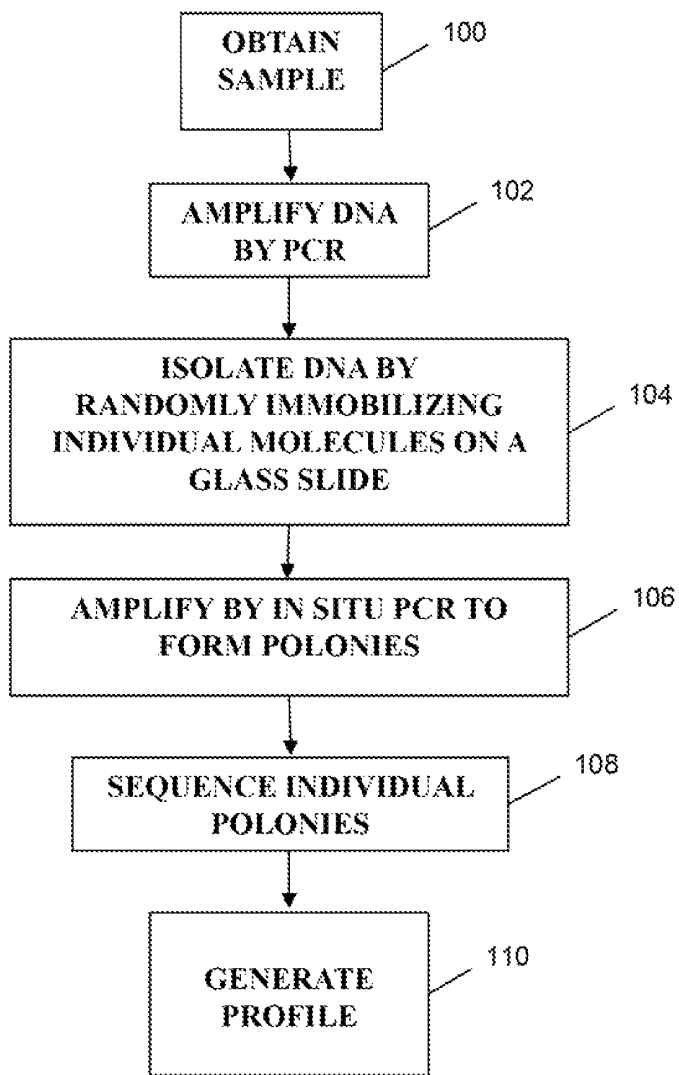 OBTAIN
SAMPLE
100
AMPLIFY DNA
BY PCR
102
ISOLATE DNA BY
RANDOMLY IMMOBILIZING
INDIVIDUAL MOLECULES ON A
GLASS SLIDE
104
AMPLIFY BY IN SITU PCR TO
FORM POLONIES
106
SEQUENCE INDIVIDUAL
POLONIES
108
GENERATE
PROFILE
110